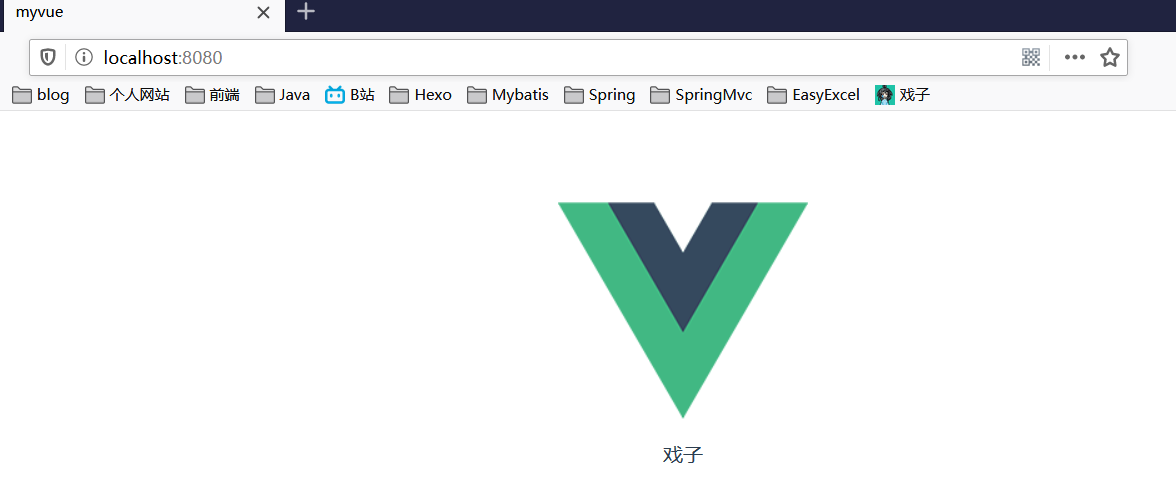 myvue
localhost:8080
blog 个人网站 前端 Java B站 Hexo Mybatis Spring SpringMvc EasyExcel 戏子
戏子